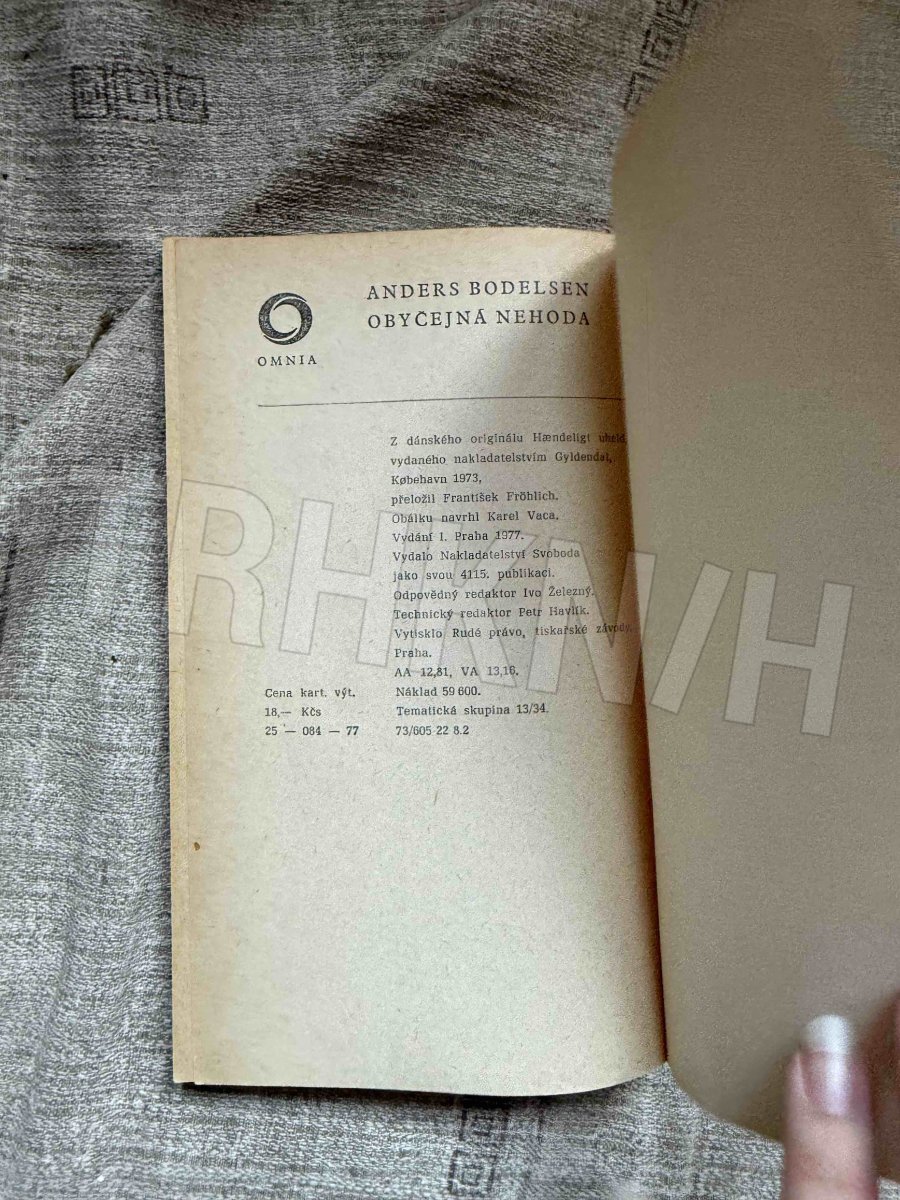 ANDERS BODELSEN
OBYČEJNÁ NEHODA
OMNIA
Z dánského originálu Hændeligt uheld,
vydaného nakladatelstvím Gyldendal,
Købehavn 1973,
přeložil František Fröhlich.
Obálku navrhl Karel Vaca.
Vydání I. Praha 1977.
Vydalo Nakladatelství Svoboda
jako svou 4115. publikaci.
Odpovědný redaktor Ivo Železný.
Technický redaktor Petr Havlík.
Vytisklo Rudé právo, tiskařské závody,
Praha.
AA 12,81, VA 13,16.
Cena kart. výt. Náklad 59 600.
18,— Kčs Tematická skupina 13/34.
25 — 084 — 77 73/605 22 8.2
RHKNVH